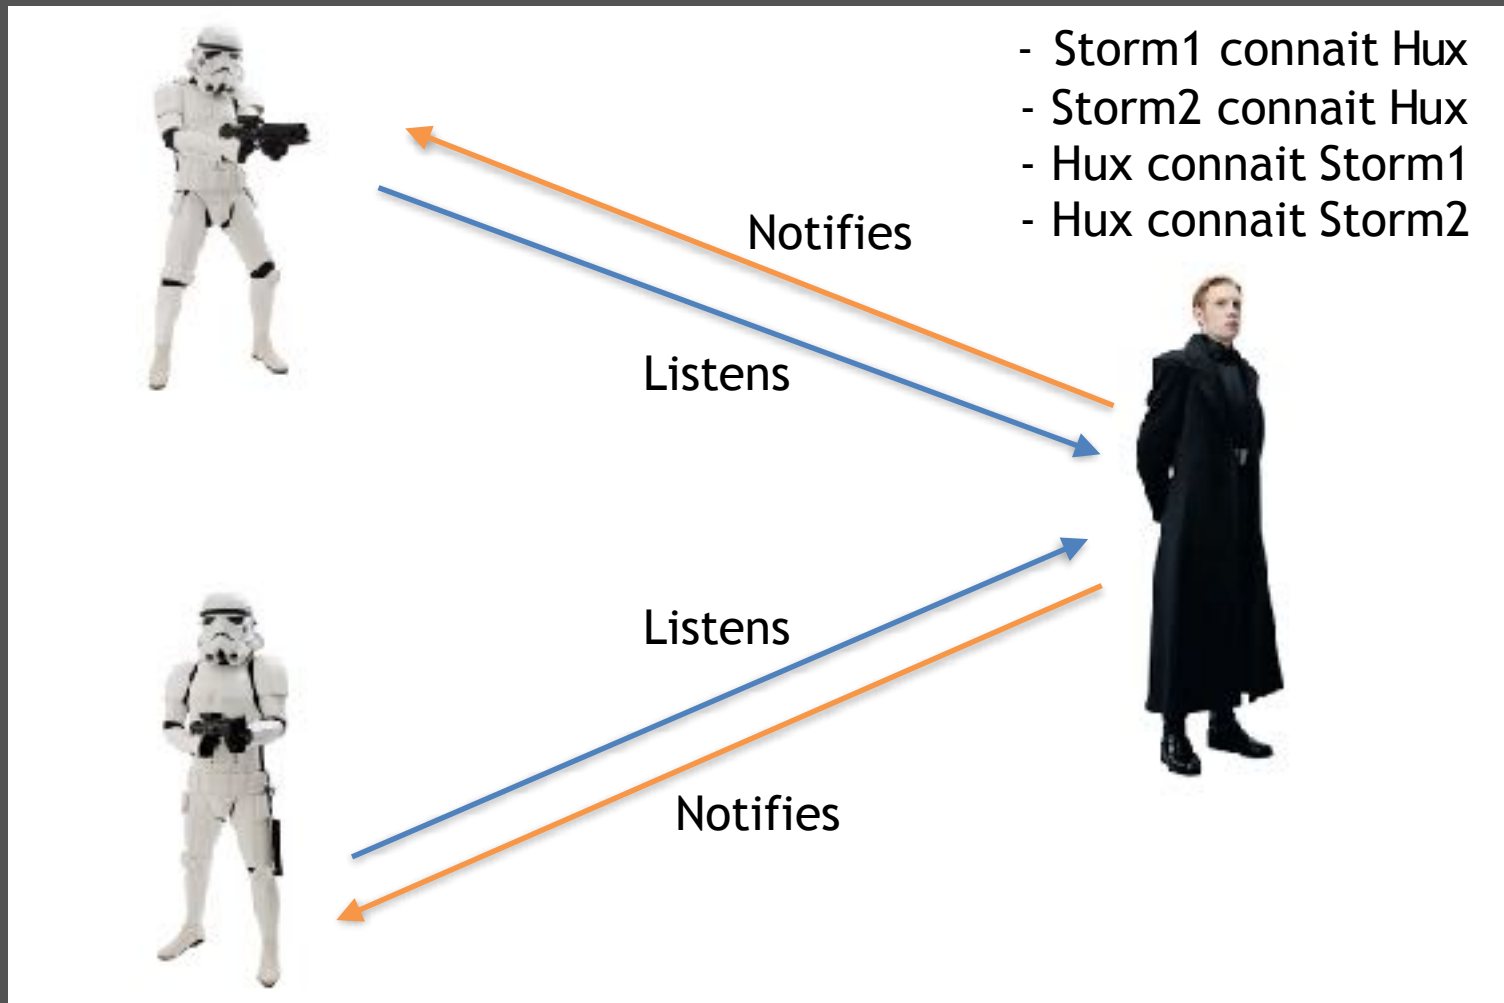 - Storm1 connait Hux
- Storm2 connait Hux
- Hux connait Storm1
- Hux connait Storm2
Notifies
Listens
Listens
Notifies